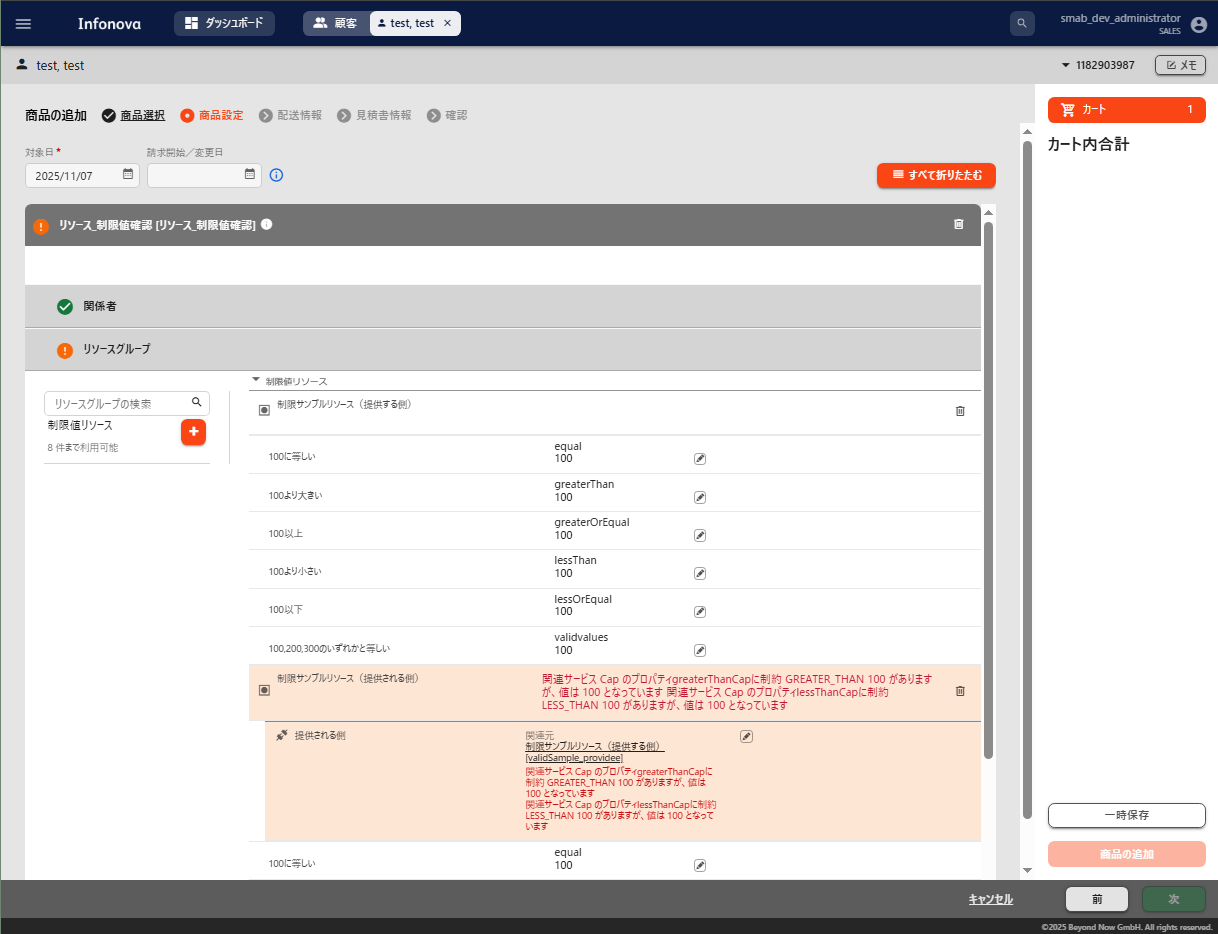 Infonova
ダッシュボード
顧客
test, test
smab_dev_administrator
SALES
test, test
1182903987
メモ
商品の追加
商品選択
商品設定
配送情報
見積書情報
確認
カート
1
カート内合計
対象日*
請求開始／変更日
2025/11/07
すべて折りたたむ
リソース_制限値確認 [リソース_制限値確認]
関係者
リソースグループ
リソースグループの検索
制限値リソース
8 件まで利用可能
制限値リソース
制限サンプルリソース（提供する側）
100に等しい
equal
100
100より大きい
greaterThan
100
100以上
greaterOrEqual
100
100より小さい
lessThan
100
100以下
lessOrEqual
100
100,200,300のいずれかと等しい
validvalues
100
制限サンプルリソース（提供される側）
関連サービス Cap のプロパティgreaterThanCapに制約 GREATER_THAN 100 があります
が、値は 100 となっています 関連サービス Cap のプロパティlessThanCapに制約
LESS_THAN 100 がありますが、値は 100 となっています
提供される側
関連元
制限サンプルリソース（提供する側）
[validSample_providee]
関連サービス Cap のプロパティgreaterThanCapに
制約 GREATER_THAN 100 がありますが、値は
100 となっています
関連サービス Cap のプロパティlessThanCapに制約
LESS_THAN 100 がありますが、値は 100 となって
います
100に等しい
equal
100
一時保存
商品の追加
キャンセル
前
次
©2025 Beyond Now GmbH. All rights reserved.